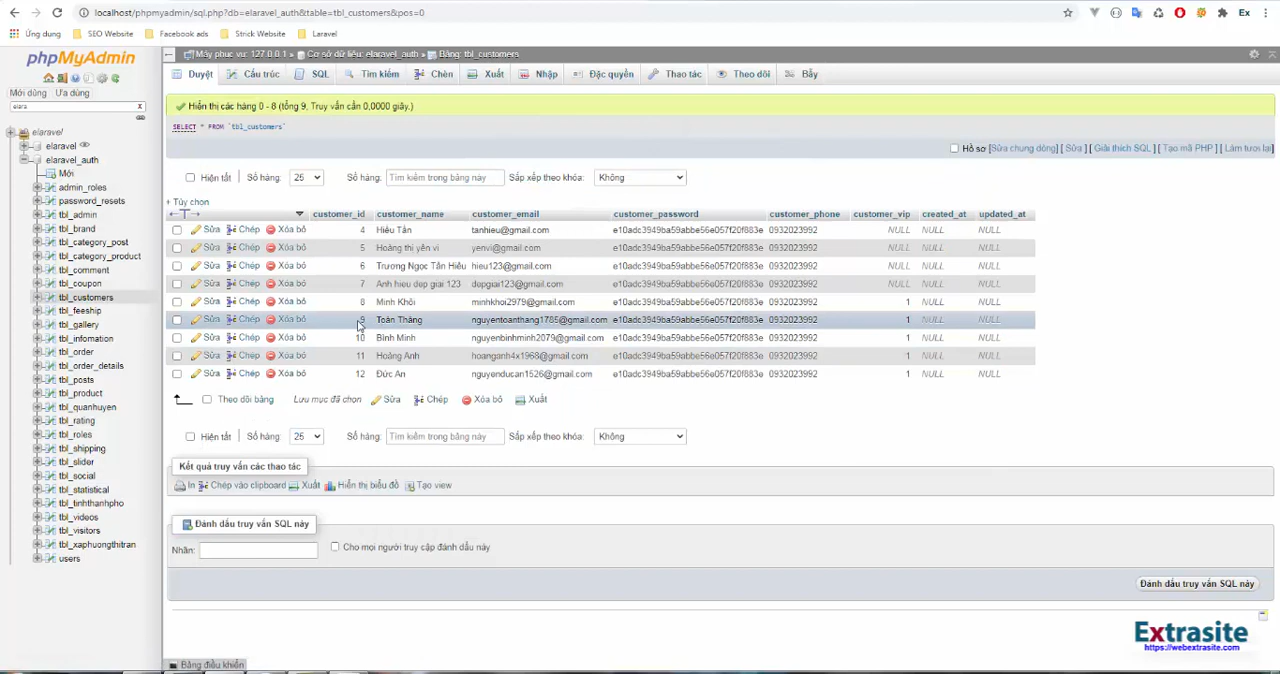 localhost/phpmyadmin/sql.php?db=elaravel_auth&table=tbl_customers&pos=0
Ex
Ứng dụng SEO Website Facebook ads Strick Website Laravel
phpMyAdmin
Mới dùng Ưa dùng
elara X
elaravel
elaravel
elaravel_auth
Mới
admin_roles
password_resets
tbl_admin
tbl_brand
tbl_category_post
tbl_category_product
tbl_comment
tbl_coupon
tbl_customers
tbl_feeship
tbl_gallery
tbl_infomation
tbl_order
tbl_order_details
tbl_posts
tbl_product
tbl_quanhuyen
tbl_rating
tbl_roles
tbl_shipping
tbl_slider
tbl_social
tbl_statistical
tbl_tinhthanhpho
tbl_videos
tbl_visitors
tbl_xaphuongthitran
users
Máy phục vụ: 127.0.0.1 » Cơ sở dữ liệu: elaravel_auth » Bảng: tbl_customers
Duyệt Cấu trúc SQL Tìm kiếm Chèn Xuất Nhập Đặc quyền Thao tác Theo dõi Bẫy
Hiển thị các hàng 0 - 8 (tổng 9, Truy vấn cần 0,0000 giây.)
SELECT * FROM `tbl_customers`
Hồ sơ [Sửa chung dòng] [ Sửa ] [ Giải thích SQL ] [ Tạo mã PHP ] [ Làm tươi lại]
Hiện tất Số hàng: 25 Số hàng: Tìm kiếm trong bảng này Sắp xếp theo khóa: Không
+ Tùy chọn
←T→ customer_id customer_name customer_email customer_password customer_phone customer_vip created_at updated_at
Sửa Chép Xóa bỏ 4 Hiếu Tấn tanhieu@gmail.com e10adc3949ba59abbe56e057f20f883e 0932023992 NULL NULL NULL
Sửa Chép Xóa bỏ 5 Hoàng thị yến vi yenvi@gmail.com e10adc3949ba59abbe56e057f20f883e 0932023992 NULL NULL NULL
Sửa Chép Xóa bỏ 6 Trương Ngọc Tấn Hiếu hieu123@gmail.com e10adc3949ba59abbe56e057f20f883e 0932023992 NULL NULL NULL
Sửa Chép Xóa bỏ 7 Anh hieu dep giai 123 depgiai123@gmail.com e10adc3949ba59abbe56e057f20f883e 0932023992 NULL NULL NULL
Sửa Chép Xóa bỏ 8 Minh Khôi minhkhoi2979@gmail.com e10adc3949ba59abbe56e057f20f883e 0932023992 1 NULL NULL
Sửa Chép Xóa bỏ 9 Toàn Thắng nguyentoanthang1785@gmail.com e10adc3949ba59abbe56e057f20f883e 0932023992 1 NULL NULL
Sửa Chép Xóa bỏ 10 Bình Minh nguyenbinhminh2079@gmail.com e10adc3949ba59abbe56e057f20f883e 0932023992 1 NULL NULL
Sửa Chép Xóa bỏ 11 Hoàng Anh hoanganh4x1968@gmail.com e10adc3949ba59abbe56e057f20f883e 0932023992 1 NULL NULL
Sửa Chép Xóa bỏ 12 Đức An nguyenducan1526@gmail.com e10adc3949ba59abbe56e057f20f883e 0932023992 1 NULL NULL
Theo dõi bảng Lưu mục đã chọn Sửa Chép Xóa bỏ Xuất
Hiện tất Số hàng: 25 Số hàng: Tìm kiếm trong bảng này Sắp xếp theo khóa: Không
Kết quả truy vấn các thao tác
In Chép vào clipboard Xuất Hiển thị biểu đồ Tạo view
Đánh dấu truy vấn SQL này
Nhãn: Cho mọi người truy cập đánh dấu này
Đánh dấu truy vấn SQL này
Extrasite
https://webextrasite.com
Bảng điều khiển